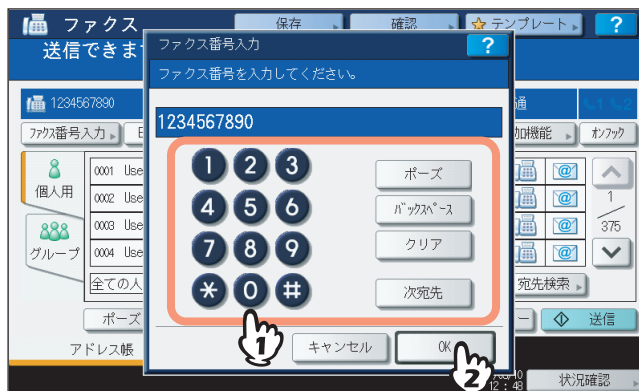 ファクス 保存 確認 テンプレート ?
送信できま
ファクス番号入力 ?
ファクス番号を入力してください。
1234567890 通
1234567890
ファクス番号入力 加機能 オンフック
個人用
グループ
0001 Use
0002 Use
0003 Use
0004 Use
全ての人
1 2 3
4 5 6
7 8 9
* 0 #
ポーズ
バックスペース
クリア
次宛先
1
375
宛先検索
ポーズ
キャンセル OK
送信
1 2
アドレス帳
12:48 状況確認